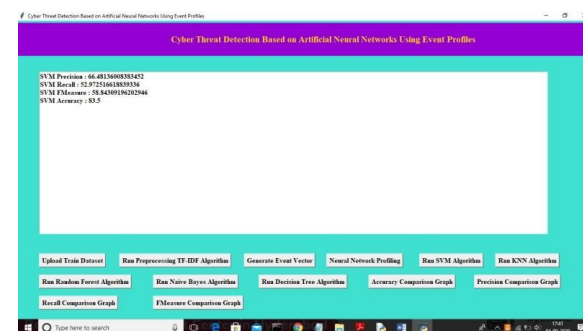 Cyber Threat Detection Based on Artificial Neural Networks Using Event Profiles
Cyber Threat Detection Based on Artificial Neural Networks Using Event Profiles
SVM Precision : 66.48136008383452
SVM Recall : 52.972516618839336
SVM FMeasure : 58.84309196202946
SVM Accuracy : 83.5
Upload Train Dataset Run Preprocessing TF-IDF Algorithm Generate Event Vector Neural Network Profiling Run SVM Algorithm Run KNN Algorithm
Run Random Forest Algorithm Run Naive Bayes Algorithm Run Decision Tree Algorithm Accuracy Comparison Graph Precision Comparison Graph
Recall Comparison Graph FMeasure Comparison Graph
Type here to search 17:41